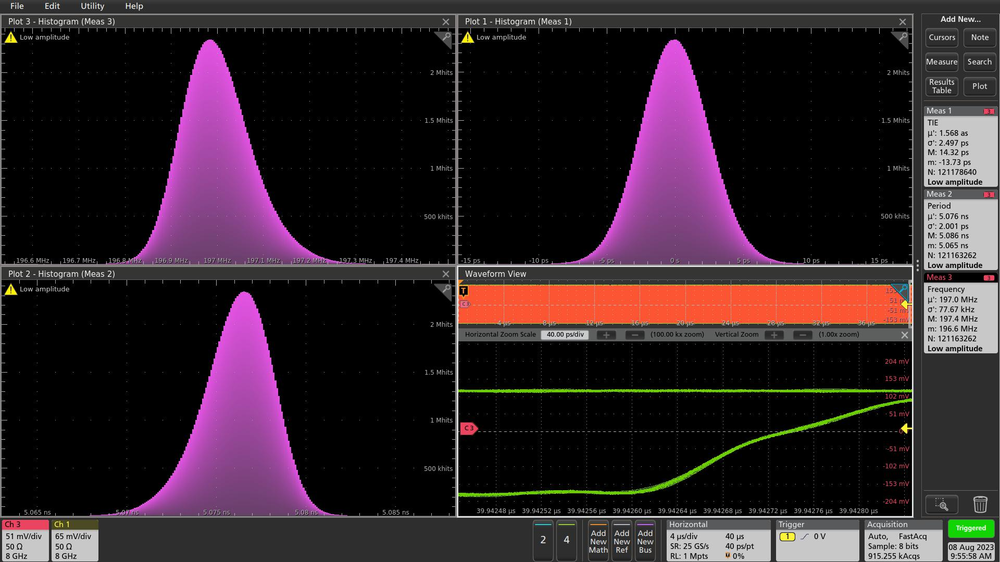 File Edit Utility Help
Plot 3 - Histogram (Meas 3)
Low amplitude
2 Mhits
1.5 Mhits
1 Mhits
500 khits
196.6 MHz 196.7 MHz 196.8 MHz 196.9 MHz 197 MHz 197.1 MHz 197.2 MHz 197.3 MHz 197.4 MHz
Plot 1 - Histogram (Meas 1)
Low amplitude
2 Mhits
1.5 Mhits
1 Mhits
500 khits
-15 ps -10 ps -5 ps 0 s 5 ps 10 ps 15 ps
Plot 2 - Histogram (Meas 2)
Low amplitude
2 Mhits
1.5 Mhits
1 Mhits
500 khits
5.065 ns 5.07 ns 5.075 ns 5.08 ns 5.085 ns
Waveform View
T
C 3
51 mV
-51 mV
-153 mV
4 µs 8 µs 12 µs 16 µs 20 µs 24 µs 28 µs 32 µs 36 µs
Horizontal Zoom Scale 40.00 ps/div + − (100.00 kx zoom) Vertical Zoom + − (1.00x zoom)
204 mV
153 mV
102 mV
51 mV
C 3
-51 mV
-102 mV
-153 mV
-204 mV
39.94248 µs 39.94252 µs 39.94256 µs 39.94260 µs 39.94264 µs 39.94268 µs 39.94272 µs 39.94276 µs 39.94280 µs
Add New...
Cursors Note
Measure Search
Results Table Plot
Meas 1 3
TIE
µ': 1.568 as
σ': 2.497 ps
M: 14.32 ps
m: -13.73 ps
N: 121178640
Low amplitude
Meas 2 3
Period
µ': 5.076 ns
σ': 2.001 ps
M: 5.086 ns
m: 5.065 ns
N: 121163262
Low amplitude
Meas 3 3
Frequency
µ': 197.0 MHz
σ': 77.67 kHz
M: 197.4 MHz
m: 196.6 MHz
N: 121163262
Low amplitude
Ch 3
51 mV/div
50 Ω
8 GHz
Ch 1
65 mV/div
50 Ω
8 GHz
2
4
Add New Math
Add New Ref
Add New Bus
Horizontal
4 µs/div 40 µs
SR: 25 GS/s 40 ps/pt
RL: 1 Mpts T 0%
Trigger
1 0 V
Acquisition
Auto, FastAcq
Sample: 8 bits
915.255 kAcqs
Triggered
08 Aug 2023
9:55:58 AM